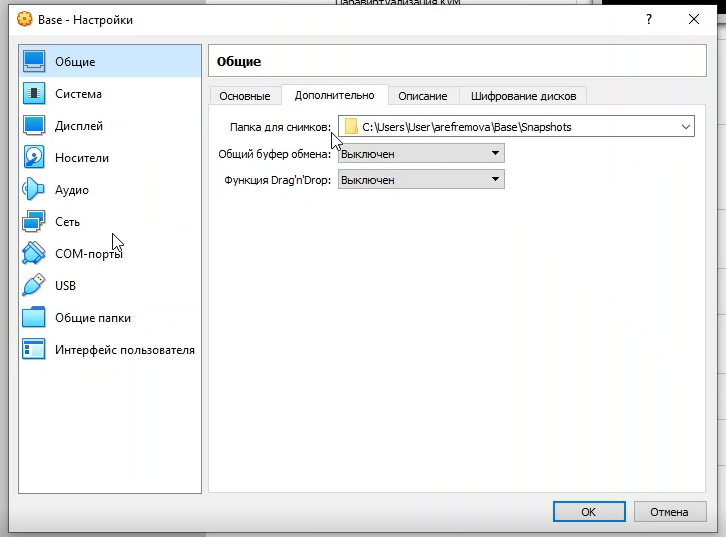 Паравиртуализация KVM
Base - Настройки
?
Общие
Система
Дисплей
Носители
Аудио
Сеть
COM-порты
USB
Общие папки
Интерфейс пользователя
Общие
Основные Дополнительно Описание Шифрование дисков
Папка для снимков: C:\Users\User\arefremova\Base\Snapshots
Общий буфер обмена: Выключен
Функция Drag'n'Drop: Выключен
OK Отмена